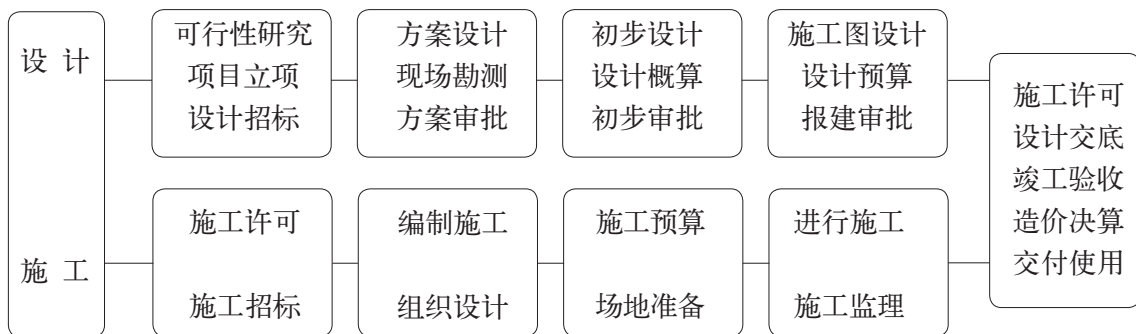 设 计
可行性研究
项目立项
设计招标
方案设计
现场勘测
方案审批
初步设计
设计概算
初步审批
施工图设计
设计预算
报建审批
施 工
施工许可
施工招标
编制施工
组织设计
施工预算
场地准备
进行施工
施工监理
施工许可
设计交底
竣工验收
造价决算
交付使用